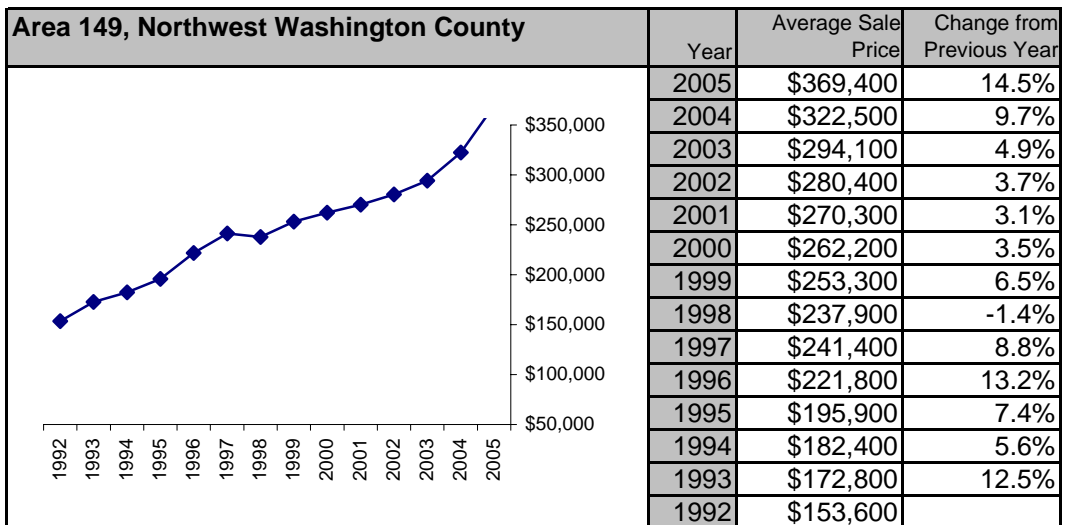 Area 149, Northwest Washington County
$350,000
$300,000
$250,000
$200,000
$150,000
$100,000
$50,000
1992 1993 1994 1995 1996 1997 1998 1999 2000 2001 2002 2003 2004 2005
Average Sale Change from
Year Price Previous Year
2005 $369,400 14.5%
2004 $322,500 9.7%
2003 $294,100 4.9%
2002 $280,400 3.7%
2001 $270,300 3.1%
2000 $262,200 3.5%
1999 $253,300 6.5%
1998 $237,900 -1.4%
1997 $241,400 8.8%
1996 $221,800 13.2%
1995 $195,900 7.4%
1994 $182,400 5.6%
1993 $172,800 12.5%
1992 $153,600